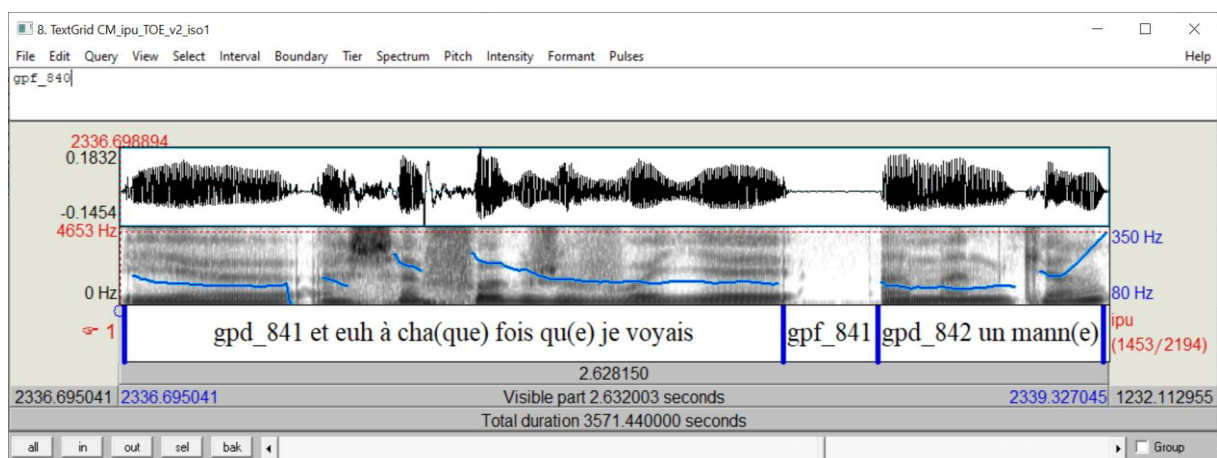 8. TextGrid CM_ipu_TOE_v2_iso1
File Edit Query View Select Interval Boundary Tier Spectrum Pitch Intensity Formant Pulses Help
gpf_840
2336.698894
0.1832
-0.1454
4653 Hz 350 Hz
0 Hz 80 Hz
1 gpd_841 et euh à cha(que) fois qu(e) je voyais gpf_841 gpd_842 un mann(e) ipu
(1453/2194)
2.628150
2336.695041 2336.695041 Visible part 2.632003 seconds 2339.327045 1232.112955
Total duration 3571.440000 seconds
all in out sel bak Group